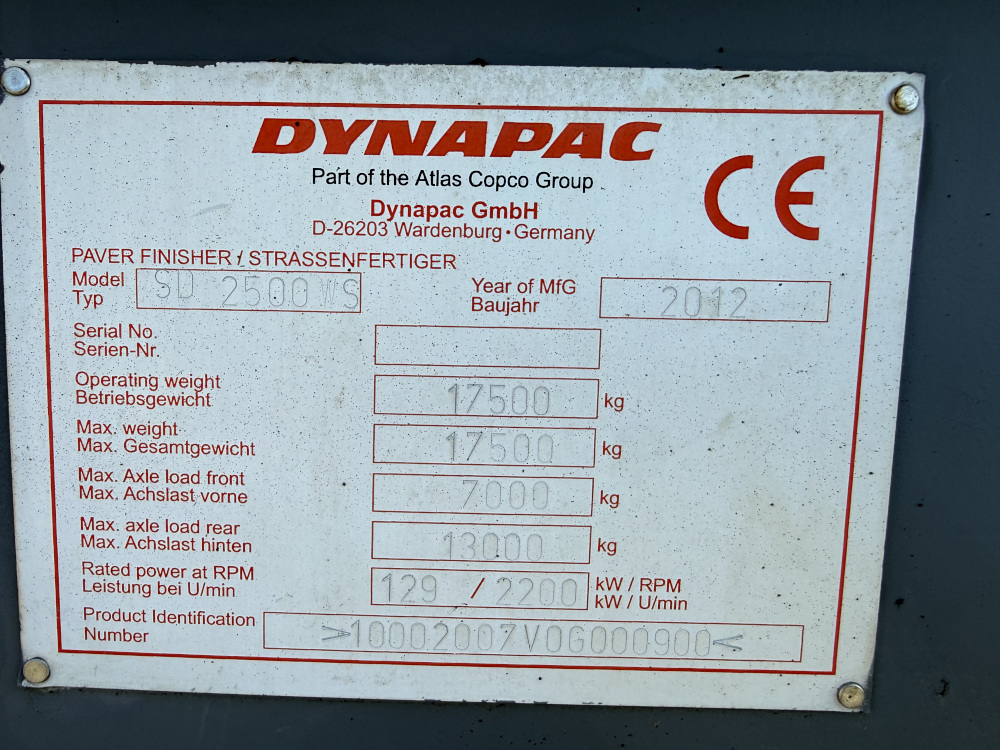 DYNAPAC
Part of the Atlas Copco Group
Dynapac GmbH
D-26203 Wardenburg • Germany
CE
PAVER FINISHER / STRASSENFERTIGER
Model
Typ
SD 2500WS
Year of MfG
Baujahr
2012
Serial No.
Serien-Nr.
Operating weight
Betriebsgewicht
17500 kg
Max. weight
Max. Gesamtgewicht
17500 kg
Max. Axle load front
Max. Achslast vorne
7000 kg
Max. axle load rear
Max. Achslast hinten
13000 kg
Rated power at RPM
Leistung bei U/min
129 / 2200
kW / RPM
kW / U/min
Product Identification
Number
>10002007V0G000900<